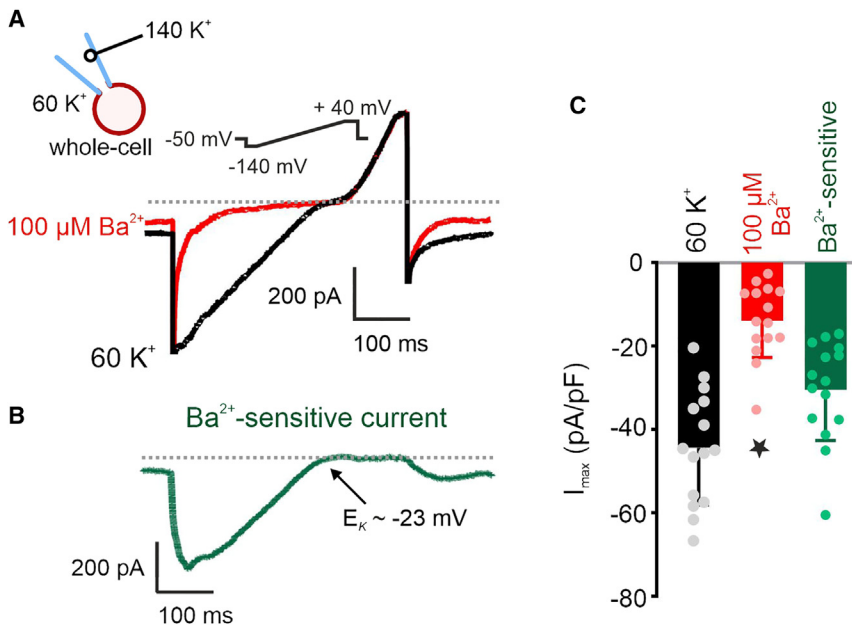 A
140 K⁺
60 K⁺
whole-cell
+ 40 mV
-50 mV
-140 mV
100 µM Ba²⁺
200 pA
100 ms
60 K⁺
B
Ba²⁺-sensitive current
E_K ~ -23 mV
200 pA
100 ms
C
60 K⁺
100 µM
Ba²⁺
Ba²⁺-sensitive
I_max (pA/pF)
0
-20
-40
-60
-80